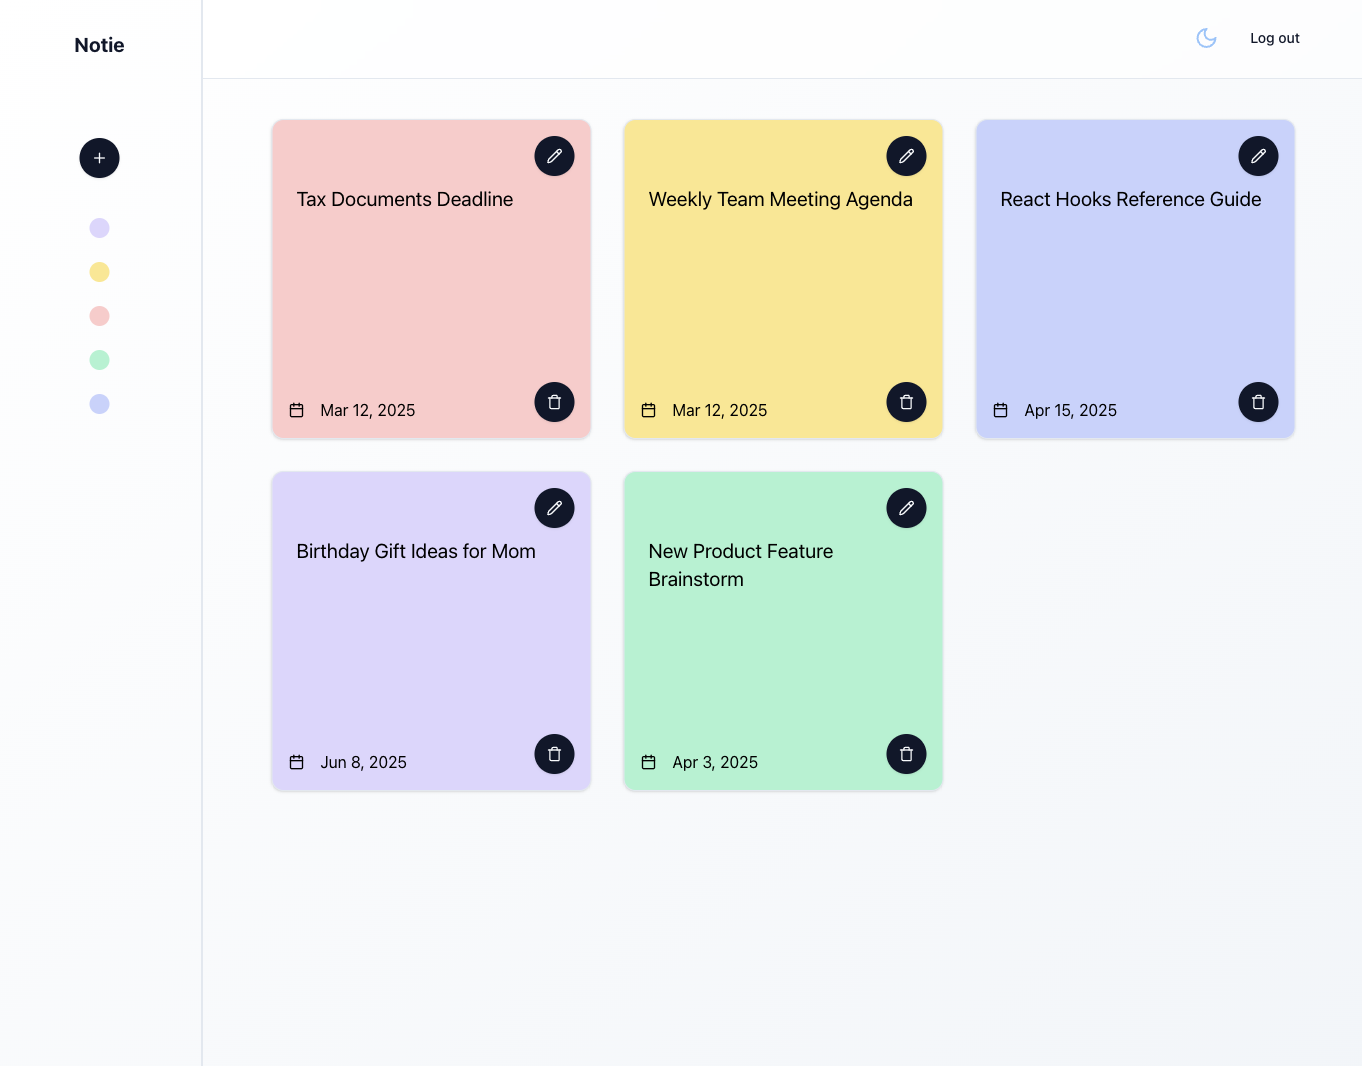 Notie
Log out
Tax Documents Deadline
Mar 12, 2025
Weekly Team Meeting Agenda
Mar 12, 2025
React Hooks Reference Guide
Apr 15, 2025
Birthday Gift Ideas for Mom
Jun 8, 2025
New Product Feature
Brainstorm
Apr 3, 2025